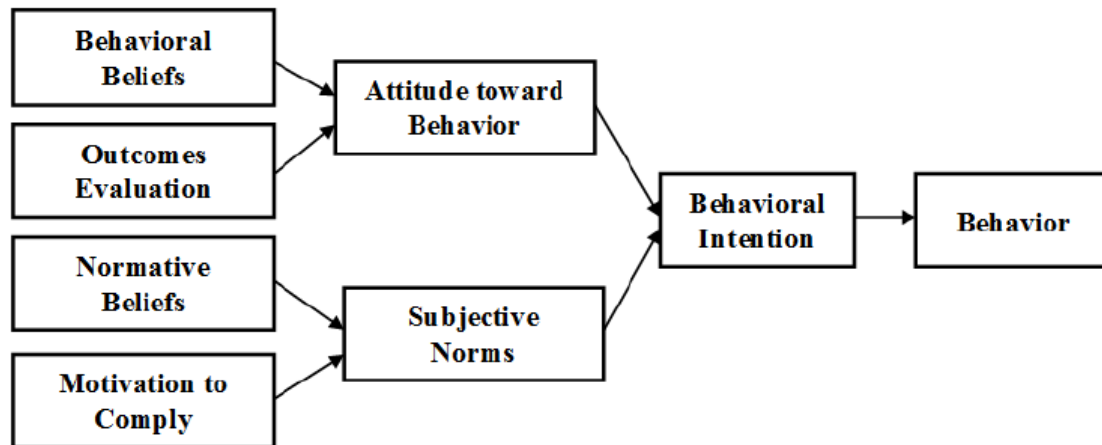 Behavioral
Beliefs
Outcomes
Evaluation
Normative
Beliefs
Motivation to
Comply
Attitude toward
Behavior
Subjective
Norms
Behavioral
Intention
Behavior